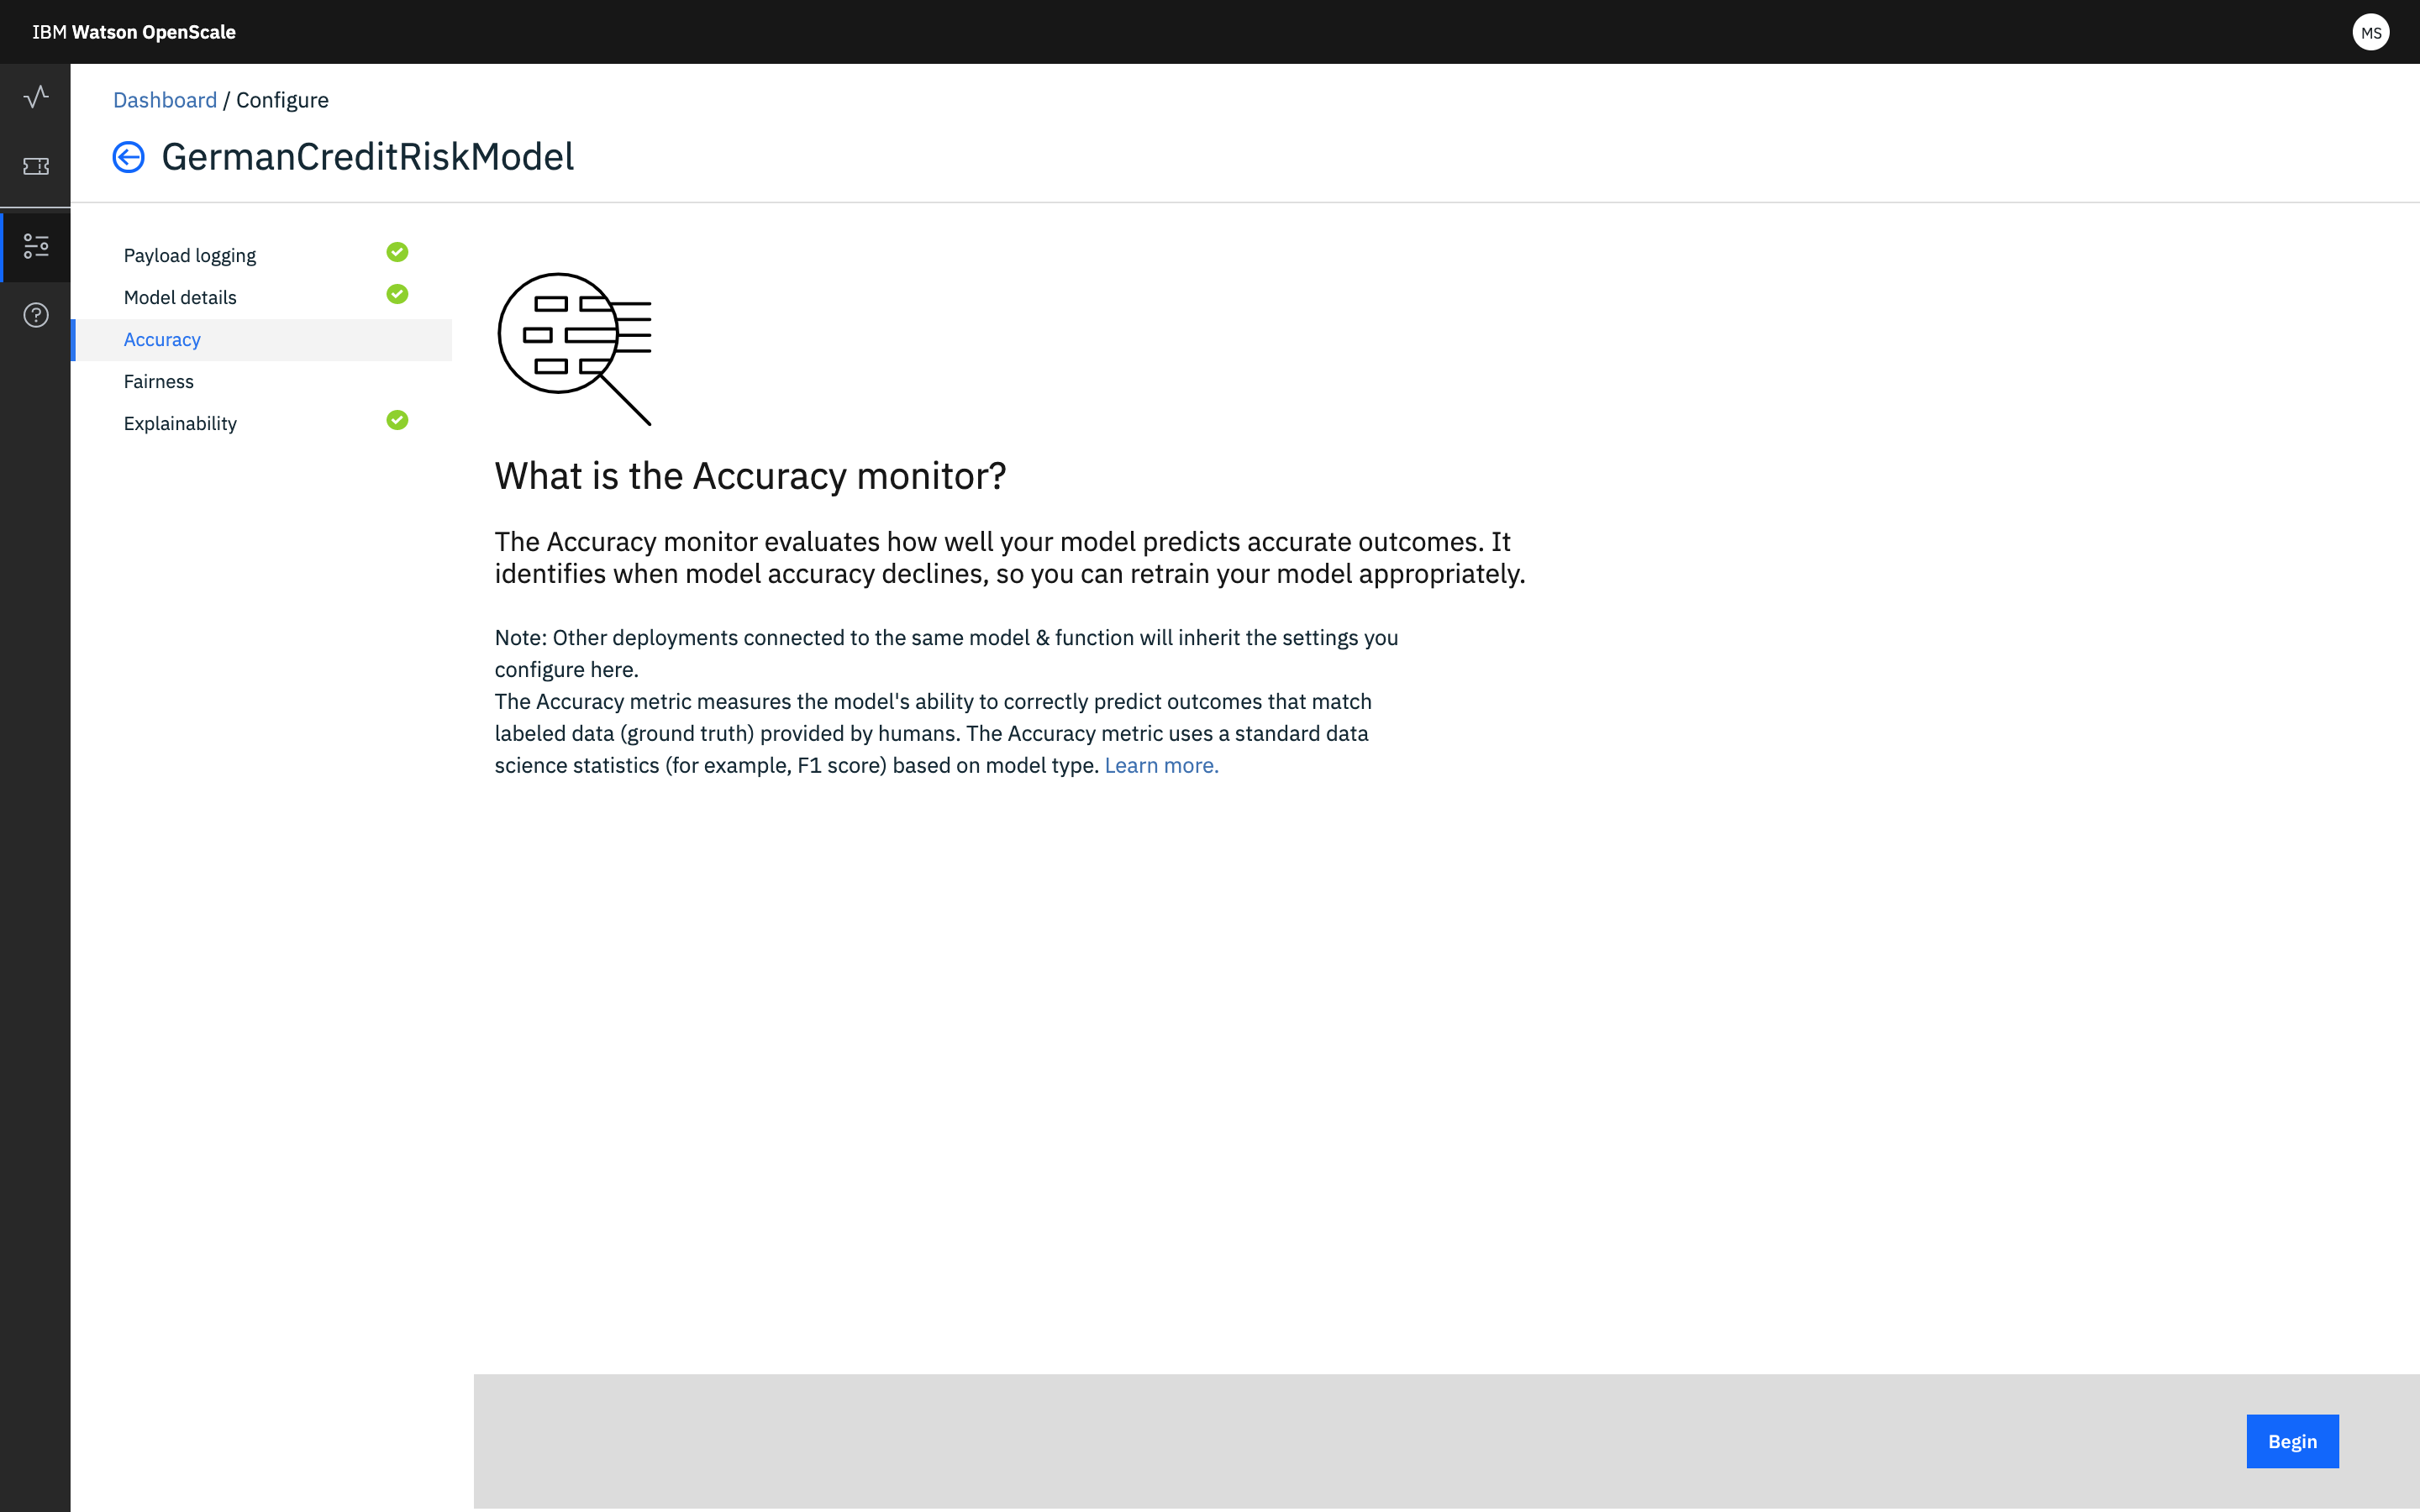 IBM Watson OpenScale
MS
Dashboard / Configure
GermanCreditRiskModel
Payload logging
Model details
Accuracy
Fairness
Explainability
What is the Accuracy monitor?
The Accuracy monitor evaluates how well your model predicts accurate outcomes. It
identifies when model accuracy declines, so you can retrain your model appropriately.
Note: Other deployments connected to the same model & function will inherit the settings you
configure here.
The Accuracy metric measures the model's ability to correctly predict outcomes that match
labeled data (ground truth) provided by humans. The Accuracy metric uses a standard data
science statistics (for example, F1 score) based on model type. Learn more.
Begin